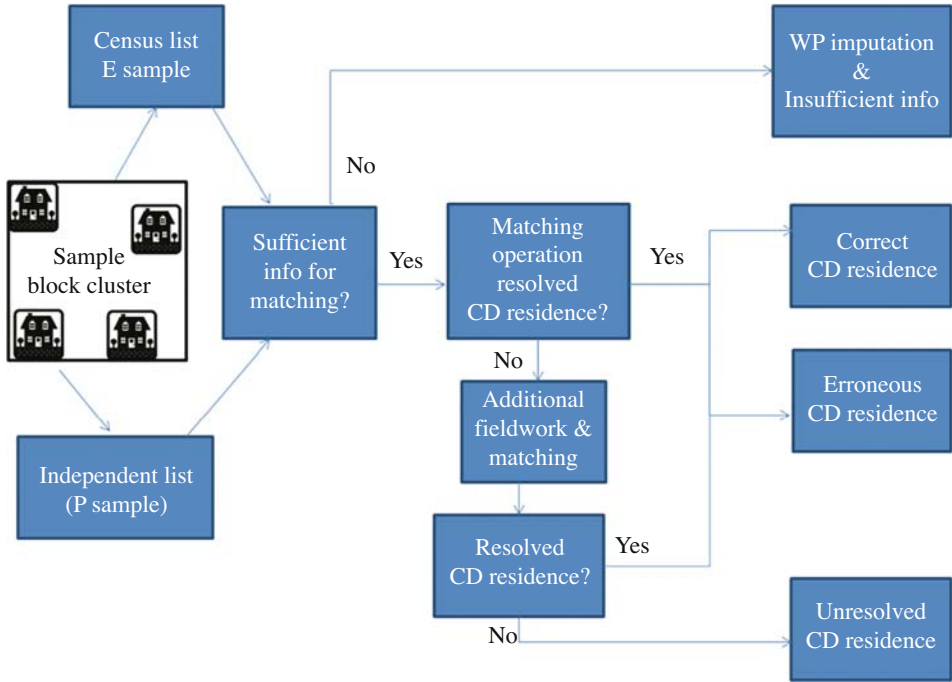 Census list
E sample
WP imputation
&
Insufficient info
No
Sample
block cluster
Sufficient
info for
matching?
Yes
Matching
operation
resolved
CD residence?
Yes
Correct
CD residence
No
Erroneous
CD residence
Additional
fieldwork &
matching
Independent list
(P sample)
Resolved
CD residence?
Yes
No
Unresolved
CD residence